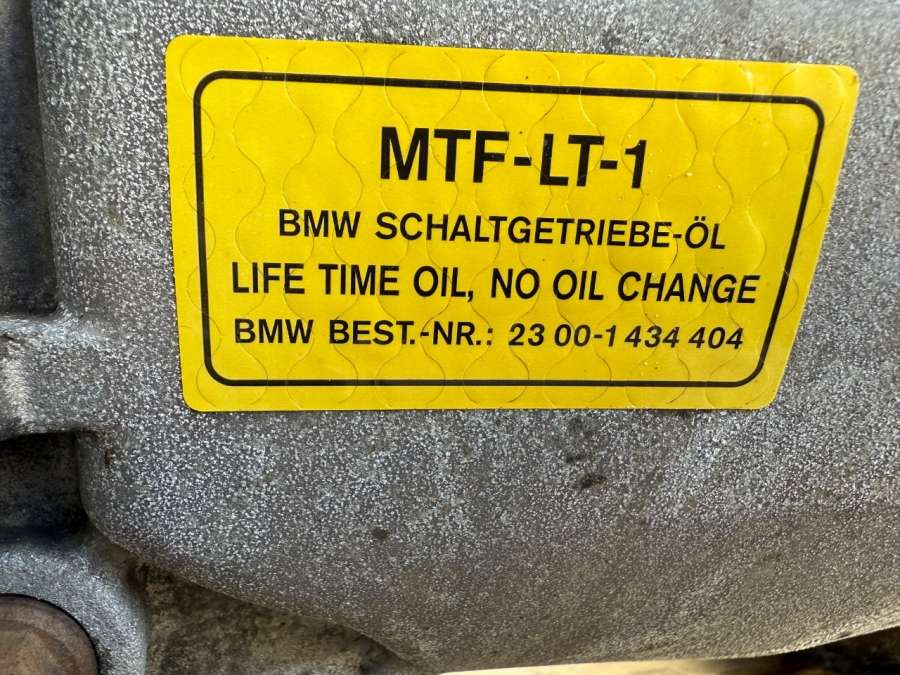 MTF-LT-1
BMW SCHALTGETRIEBE-ÖL
LIFE TIME OIL, NO OIL CHANGE
BMW BEST.-NR.: 23 00-1 434 404